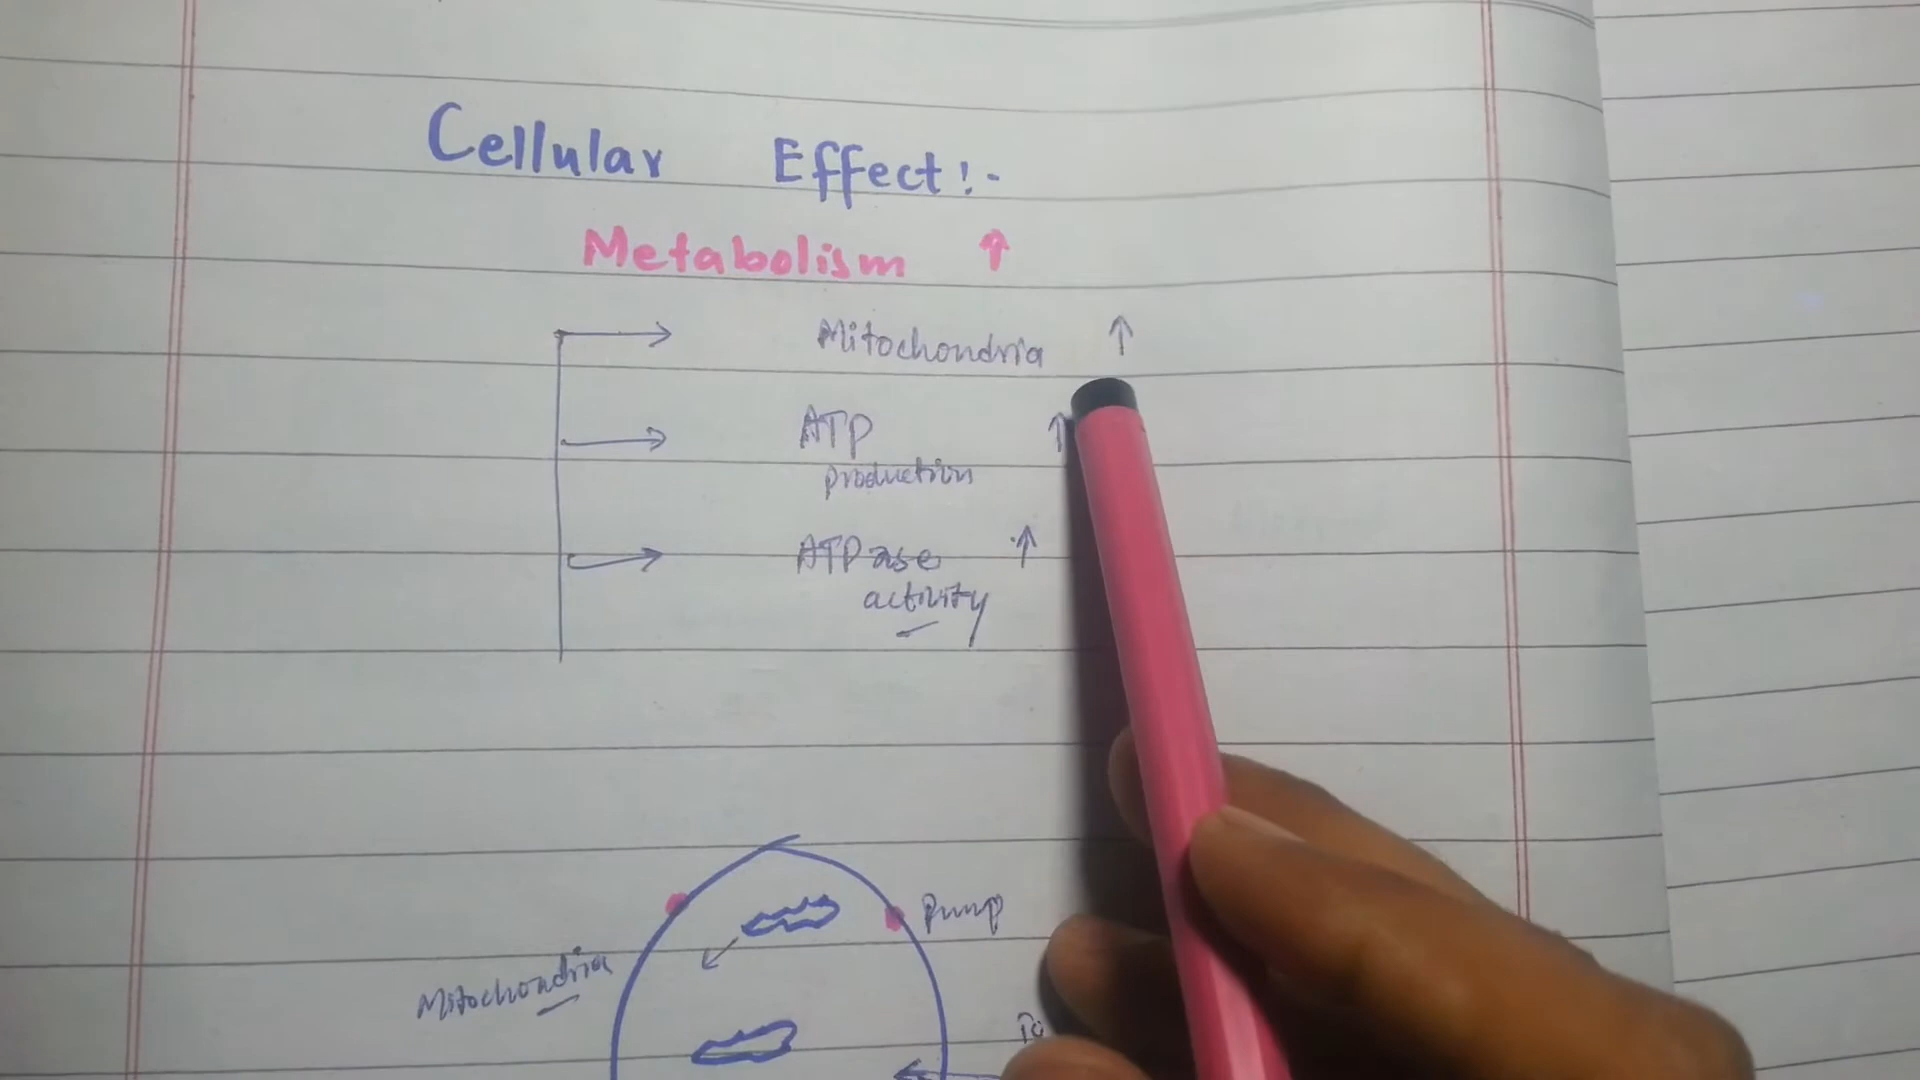 Cellular Effect:-
Metabolism ↑
Mitochondria ↑
ATP ↑
production
ATPase ↑
activity
Pump
Mitochondria